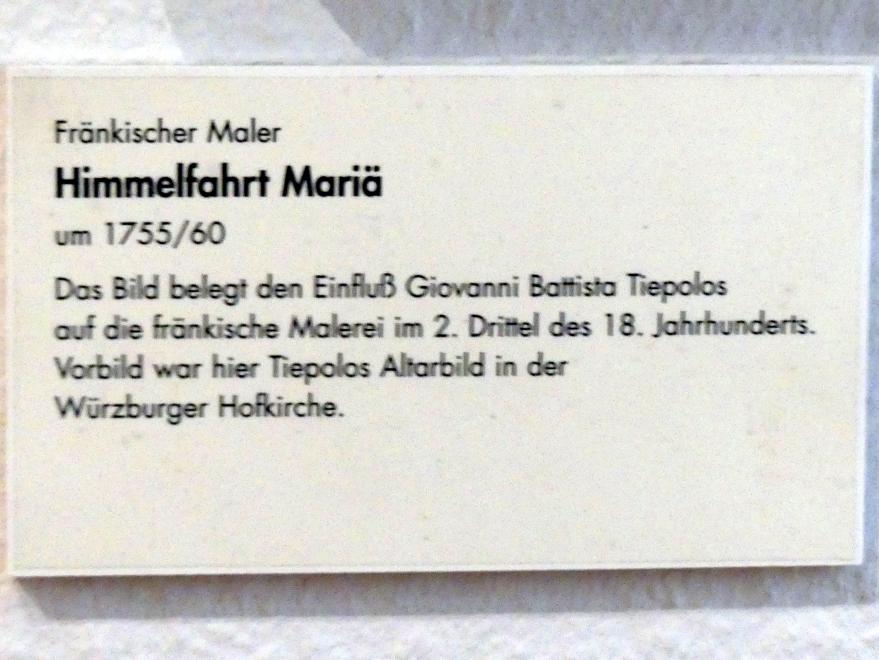 Fränkischer Maler
Himmelfahrt Mariä
um 1755/60
Das Bild belegt den Einfluß Giovanni Battista Tiepolos
auf die fränkische Malerei im 2. Drittel des 18. Jahrhunderts.
Vorbild war hier Tiepolos Altarbild in der
Würzburger Hofkirche.